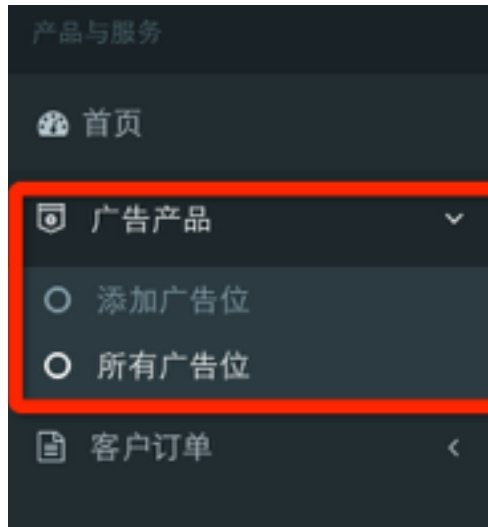 产品与服务
首页
广告产品
添加广告位
所有广告位
客户订单